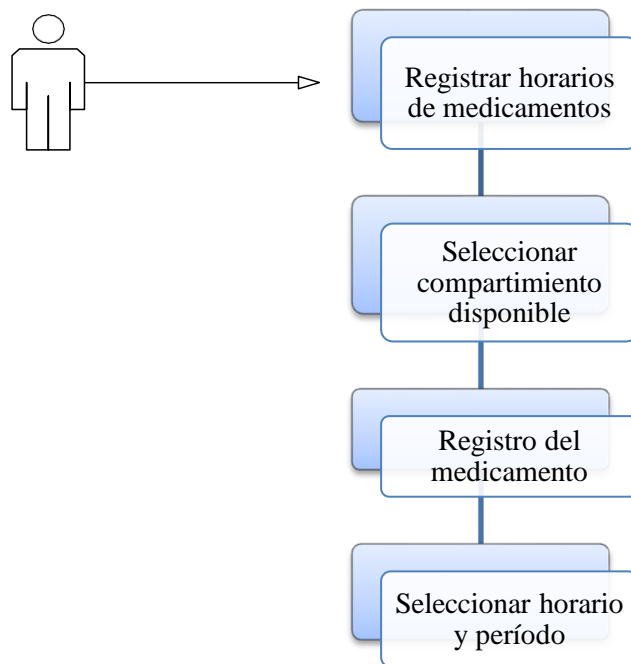 Registrar horarios
de medicamentos
Seleccionar
compartimiento
disponible
Registro del
medicamento
Seleccionar horario
y período